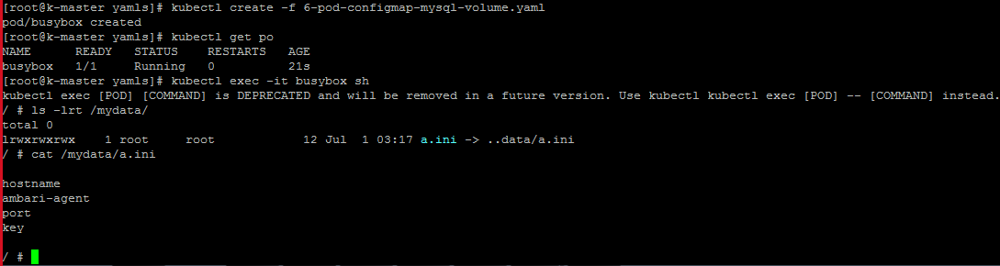 [root@k-master yamls]# kubectl create -f 6-pod-configmap-mysql-volume.yaml
pod/busybox created
[root@k-master yamls]# kubectl get po
NAME      READY   STATUS    RESTARTS   AGE
busybox   1/1     Running   0          21s
[root@k-master yamls]# kubectl exec -it busybox sh
kubectl exec [POD] [COMMAND] is DEPRECATED and will be removed in a future version. Use kubectl kubectl exec [POD] -- [COMMAND] instead.
/ # ls -lrt /mydata/
total 0
lrwxrwxrwx    1 root     root            12 Jul  1 03:17 a.ini -> ..data/a.ini
/ # cat /mydata/a.ini
hostname
ambari-agent
port
key
/ #